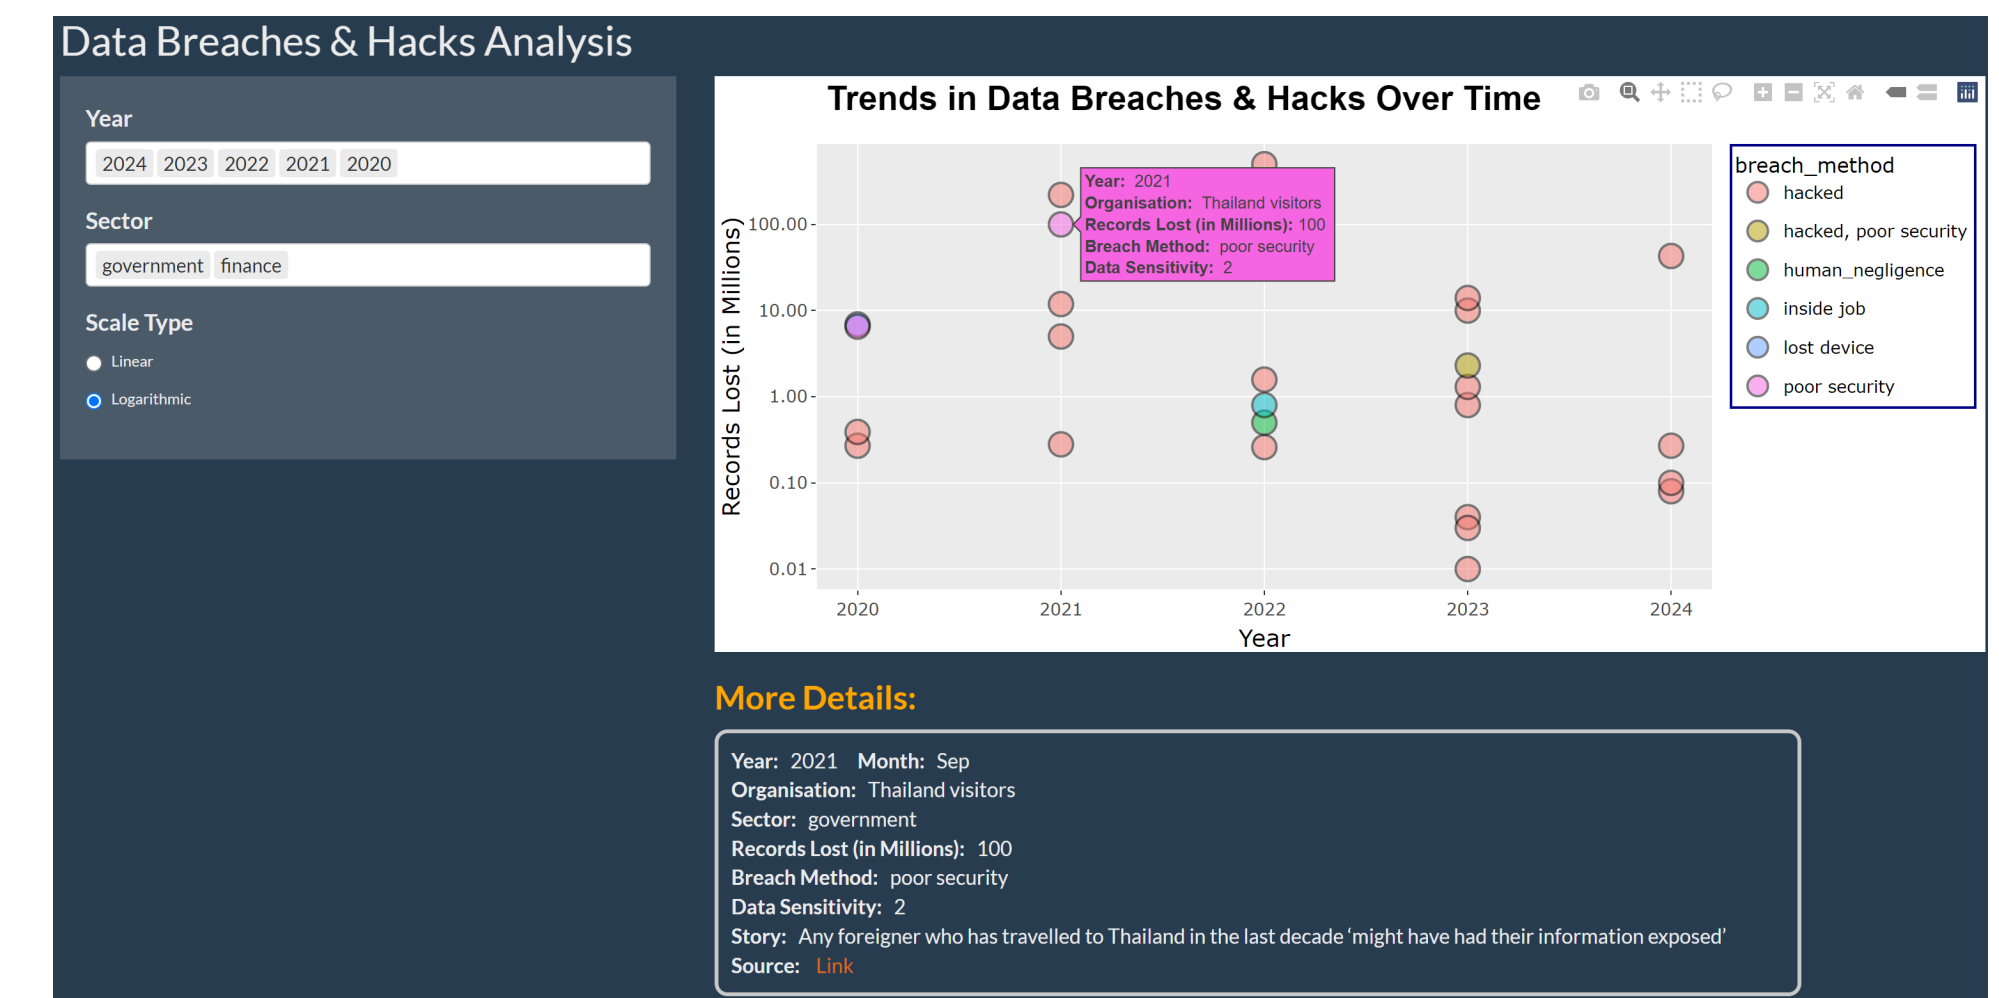 Data Breaches & Hacks Analysis
Year
2024 2023 2022 2021 2020
Sector
government finance
Scale Type
Linear
Logarithmic
Trends in Data Breaches & Hacks Over Time
Records Lost (in Millions)
100.00
10.00
1.00
0.10
0.01
2020 2021 2022 2023 2024
Year
Year: 2021
Organisation: Thailand visitors
Records Lost (in Millions): 100
Breach Method: poor security
Data Sensitivity: 2
breach_method
hacked
hacked, poor security
human_negligence
inside job
lost device
poor security
More Details:
Year: 2021 Month: Sep
Organisation: Thailand visitors
Sector: government
Records Lost (in Millions): 100
Breach Method: poor security
Data Sensitivity: 2
Story: Any foreigner who has travelled to Thailand in the last decade ‘might have had their information exposed’
Source: Link